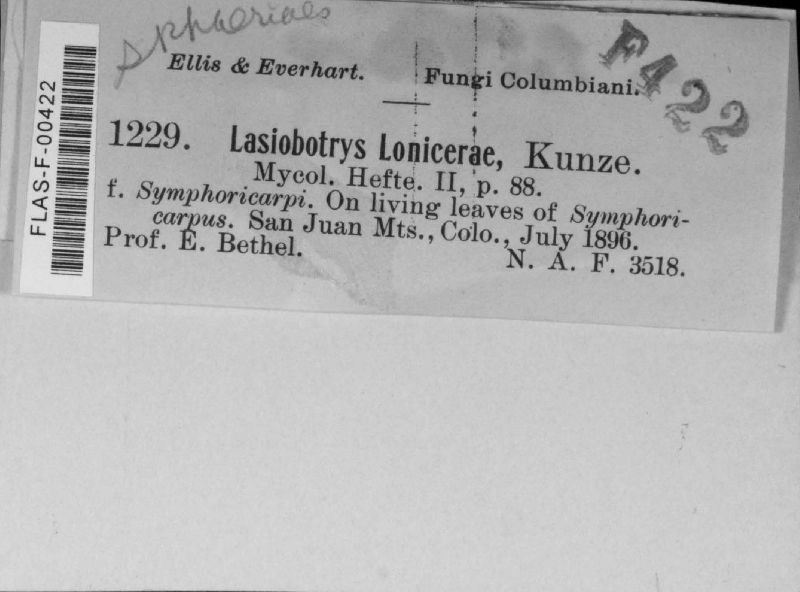 Sphaeriales
F422
Ellis & Everhart. Fungi Columbiani.
1229. Lasiobotrys Lonicerae, Kunze.
Mycol. Hefte. II, p. 88.
f. Symphoricarpi. On living leaves of Symphori-
carpus. San Juan Mts., Colo., July 1896.
Prof. E. Bethel. N. A. F. 3518.
FLAS-F-00422